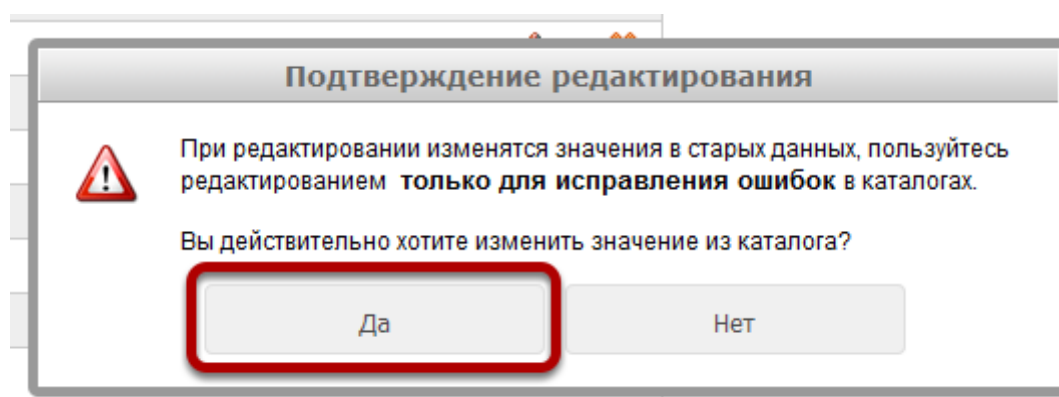 Подтверждение редактирования
При редактировании изменятся значения в старых данных, пользуйтесь
редактированием только для исправления ошибок в каталогах.
Вы действительно хотите изменить значение из каталога?
Да Нет